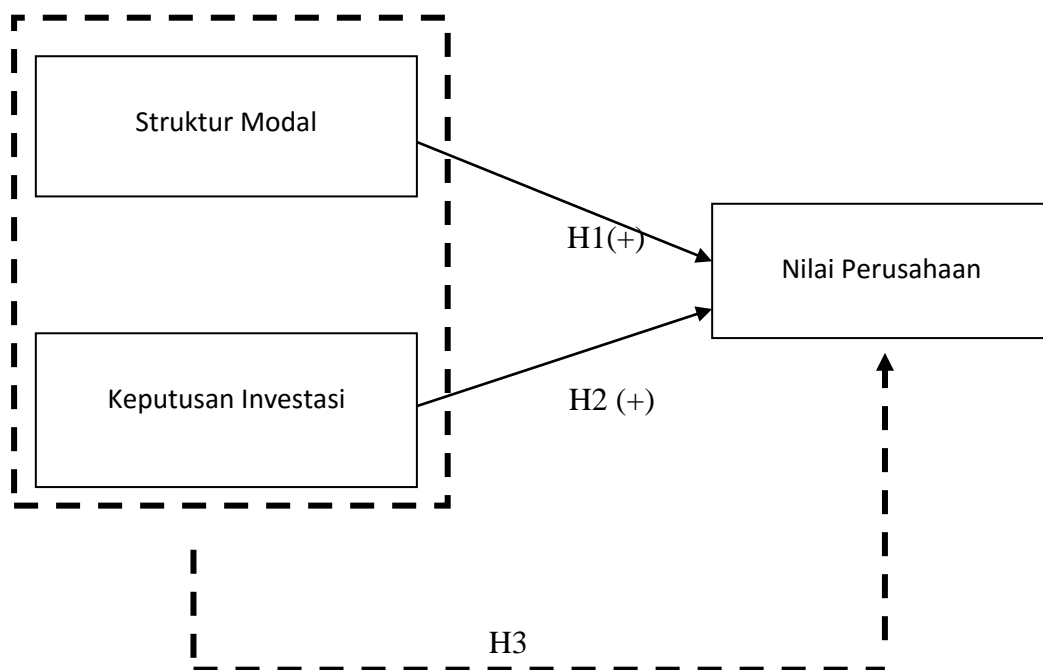 Struktur Modal
H1(+)
Nilai Perusahaan
Keputusan Investasi
H2 (+)
H3